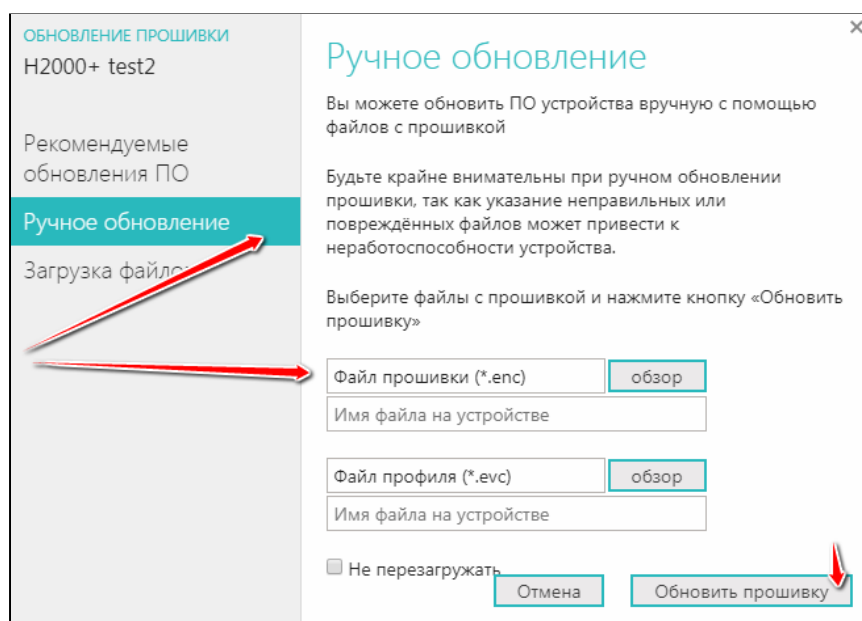 ОБНОВЛЕНИЕ ПРОШИВКИ
H2000+ test2
Рекомендуемые
обновления ПО
Ручное обновление
Загрузка
Ручное обновление
Вы можете обновить ПО устройства вручную с помощью
файлов с прошивкой
Будьте крайне внимательны при ручном обновлении
прошивки, так как указание неправильных или
повреждённых файлов может привести к
неработоспособности устройства.
Выберите файлы с прошивкой и нажмите кнопку «Обновить
прошивку»
Файл прошивки (*.enc) обзор
Имя файла на устройстве
Файл профиля (*.evc) обзор
Имя файла на устройстве
Не перезагружать
Отмена Обновить прошивку